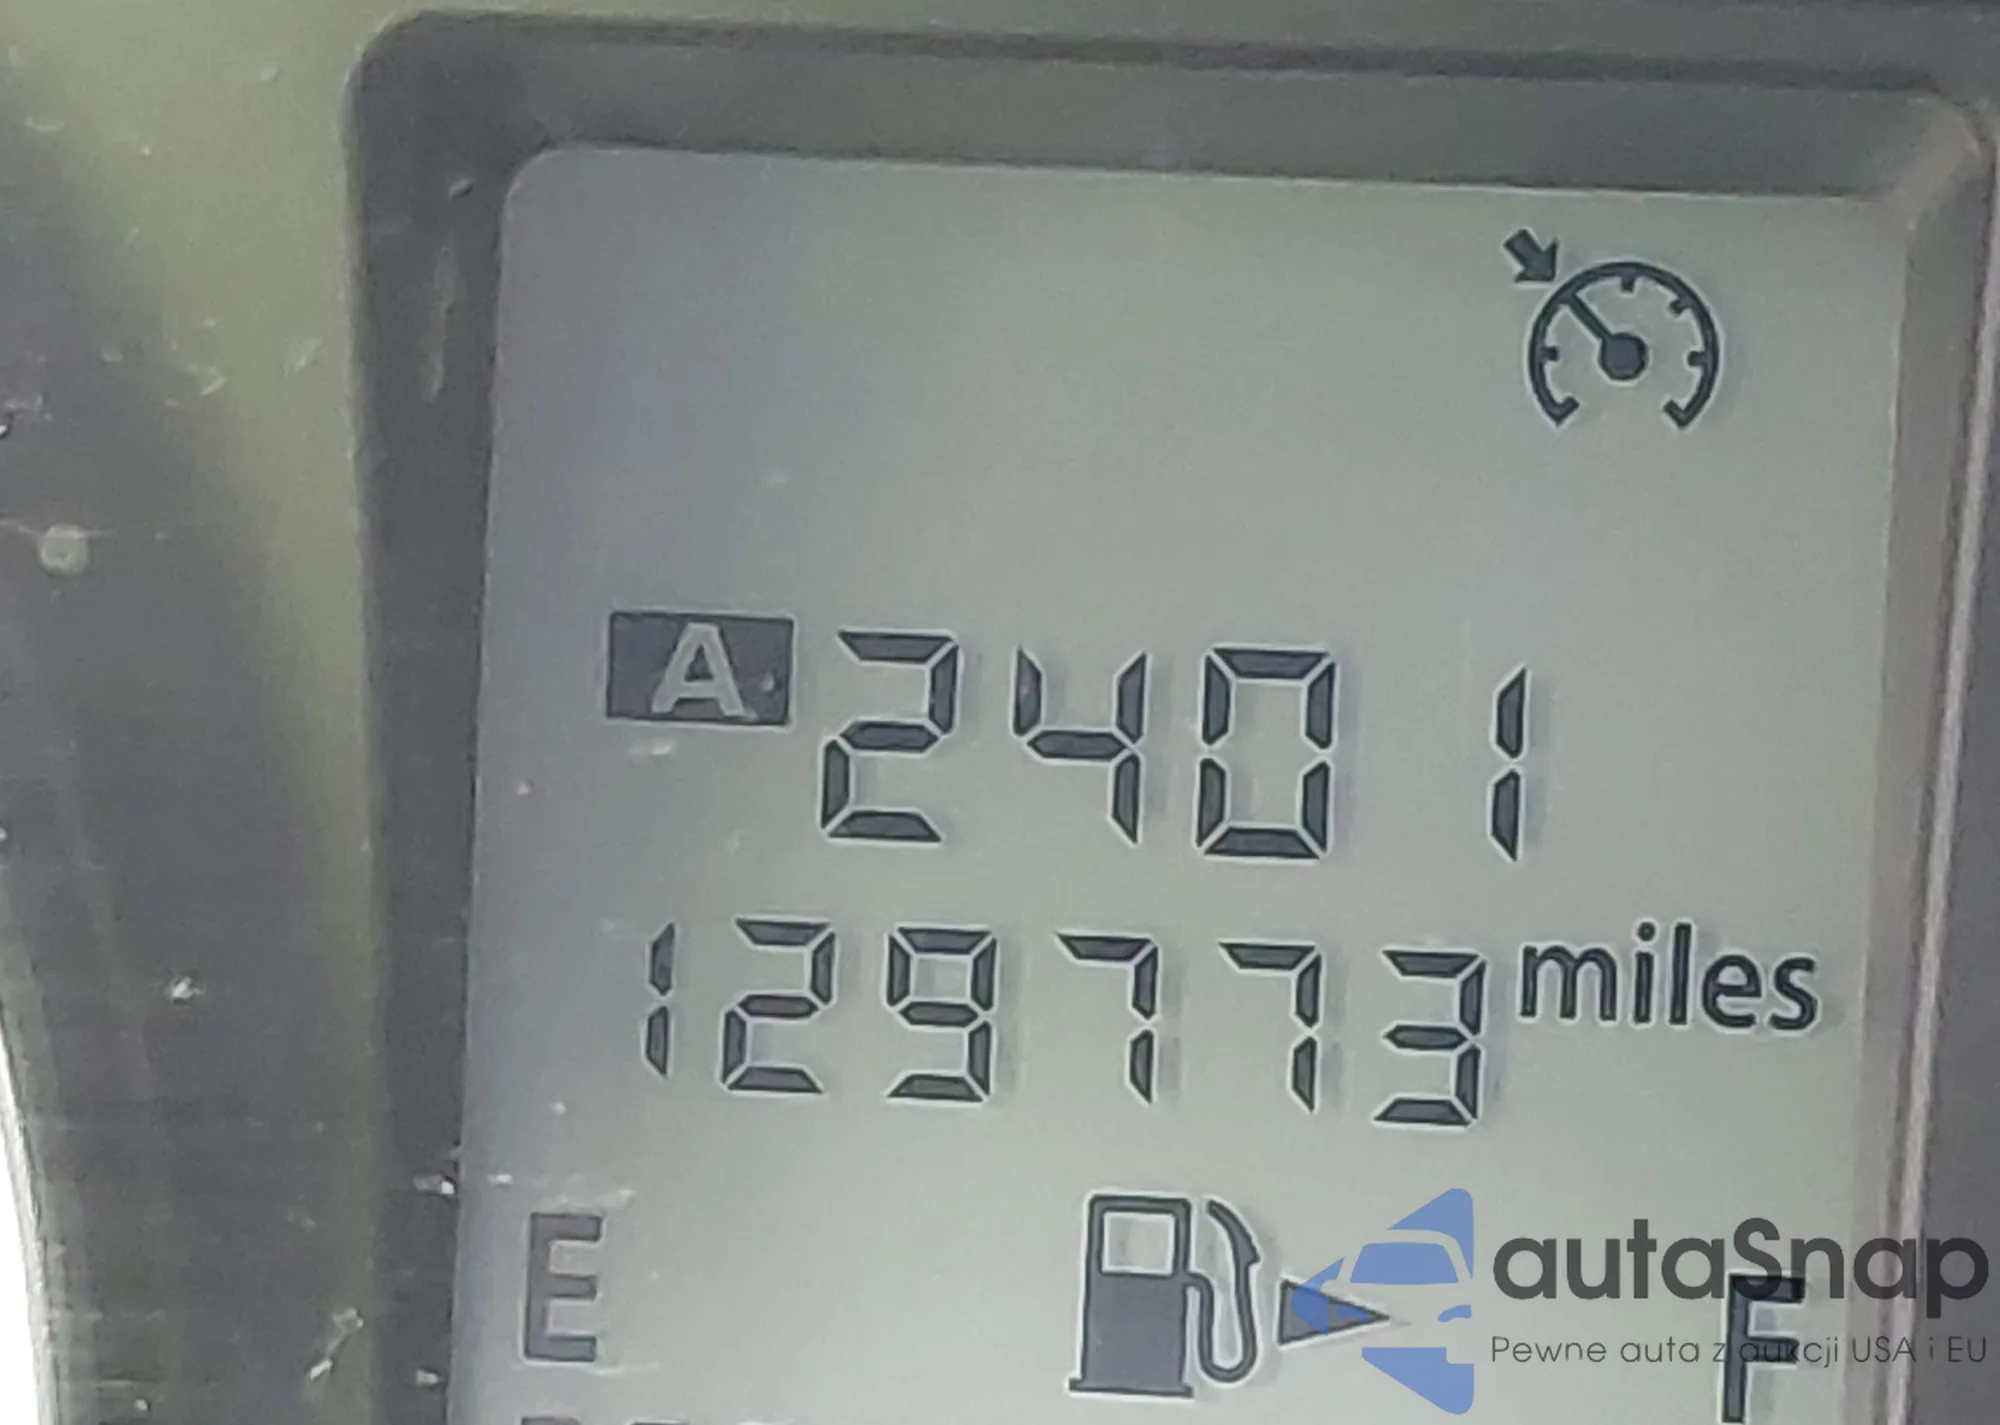 A 2401
129773 miles
E F
autaSnap
Pewne auta z aukcji USA i EU